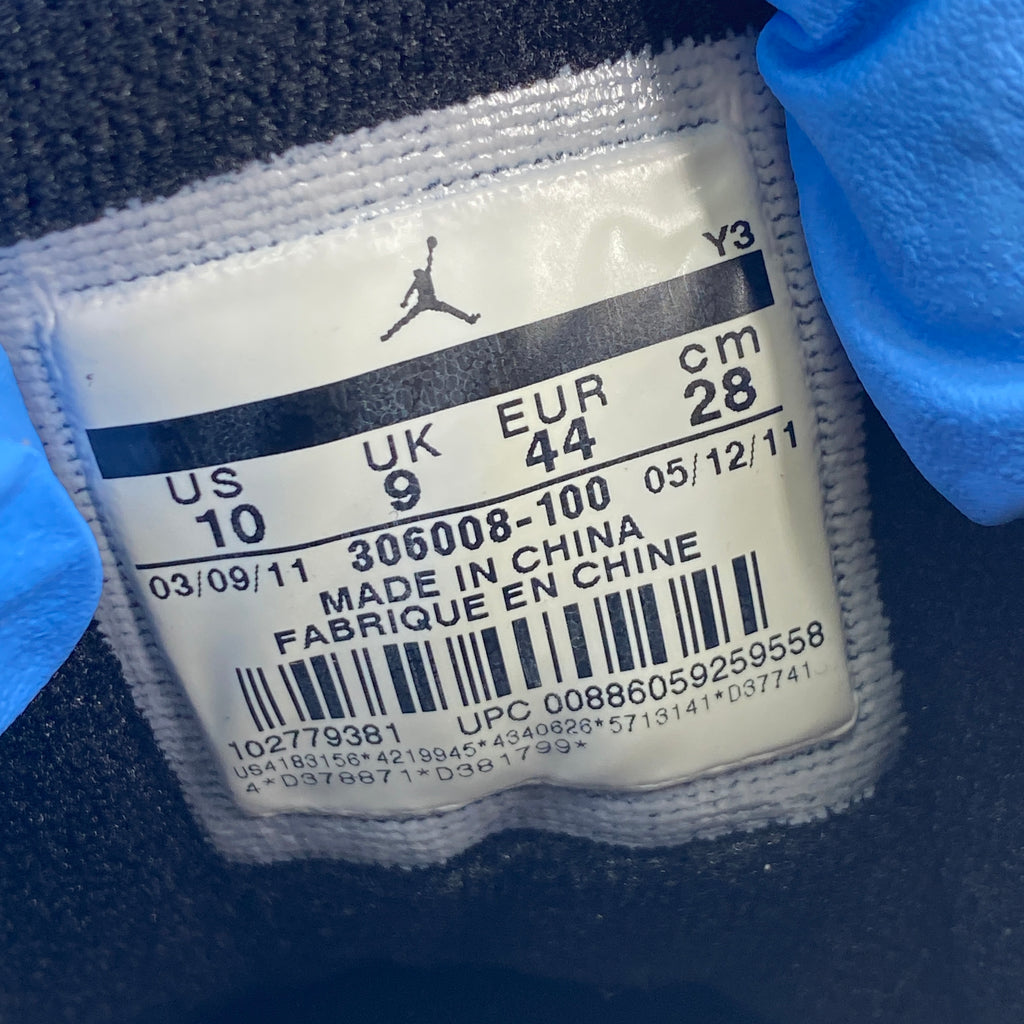 Y3
US UK EUR cm
10 9 44 28
03/09/11 306008-100 05/12/11
MADE IN CHINA
FABRIQUE EN CHINE
102779381 UPC 00886059259558
US4183156*4219945*4340626*5713141*D37741
4*D378871*D381799*